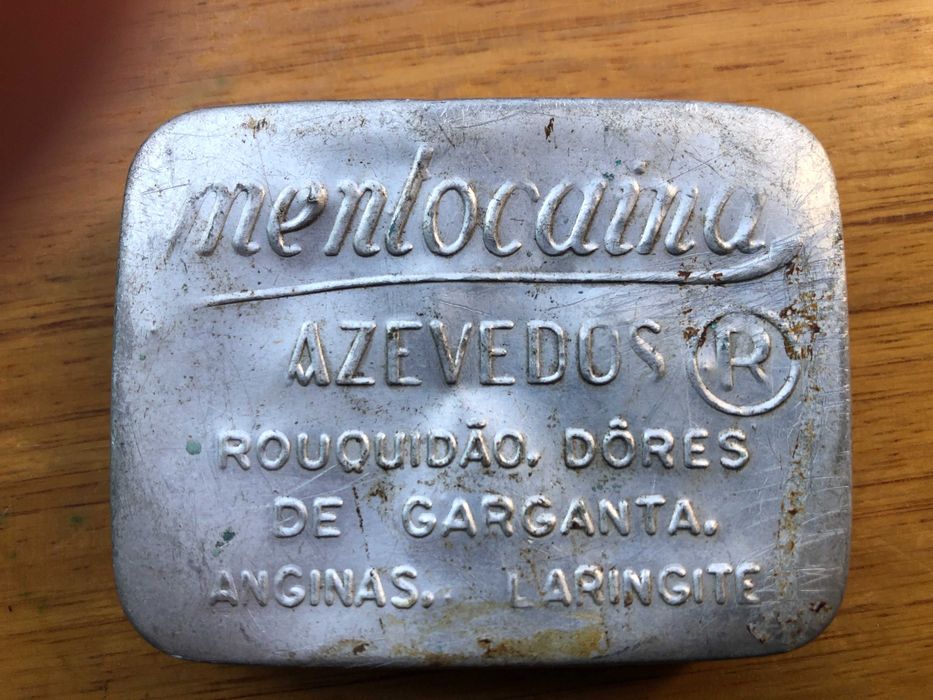 mentocaina
AZEVEDOS ®
ROUQUIDÃO. DÔRES
DE GARGANTA.
ANGINAS. LARINGITE